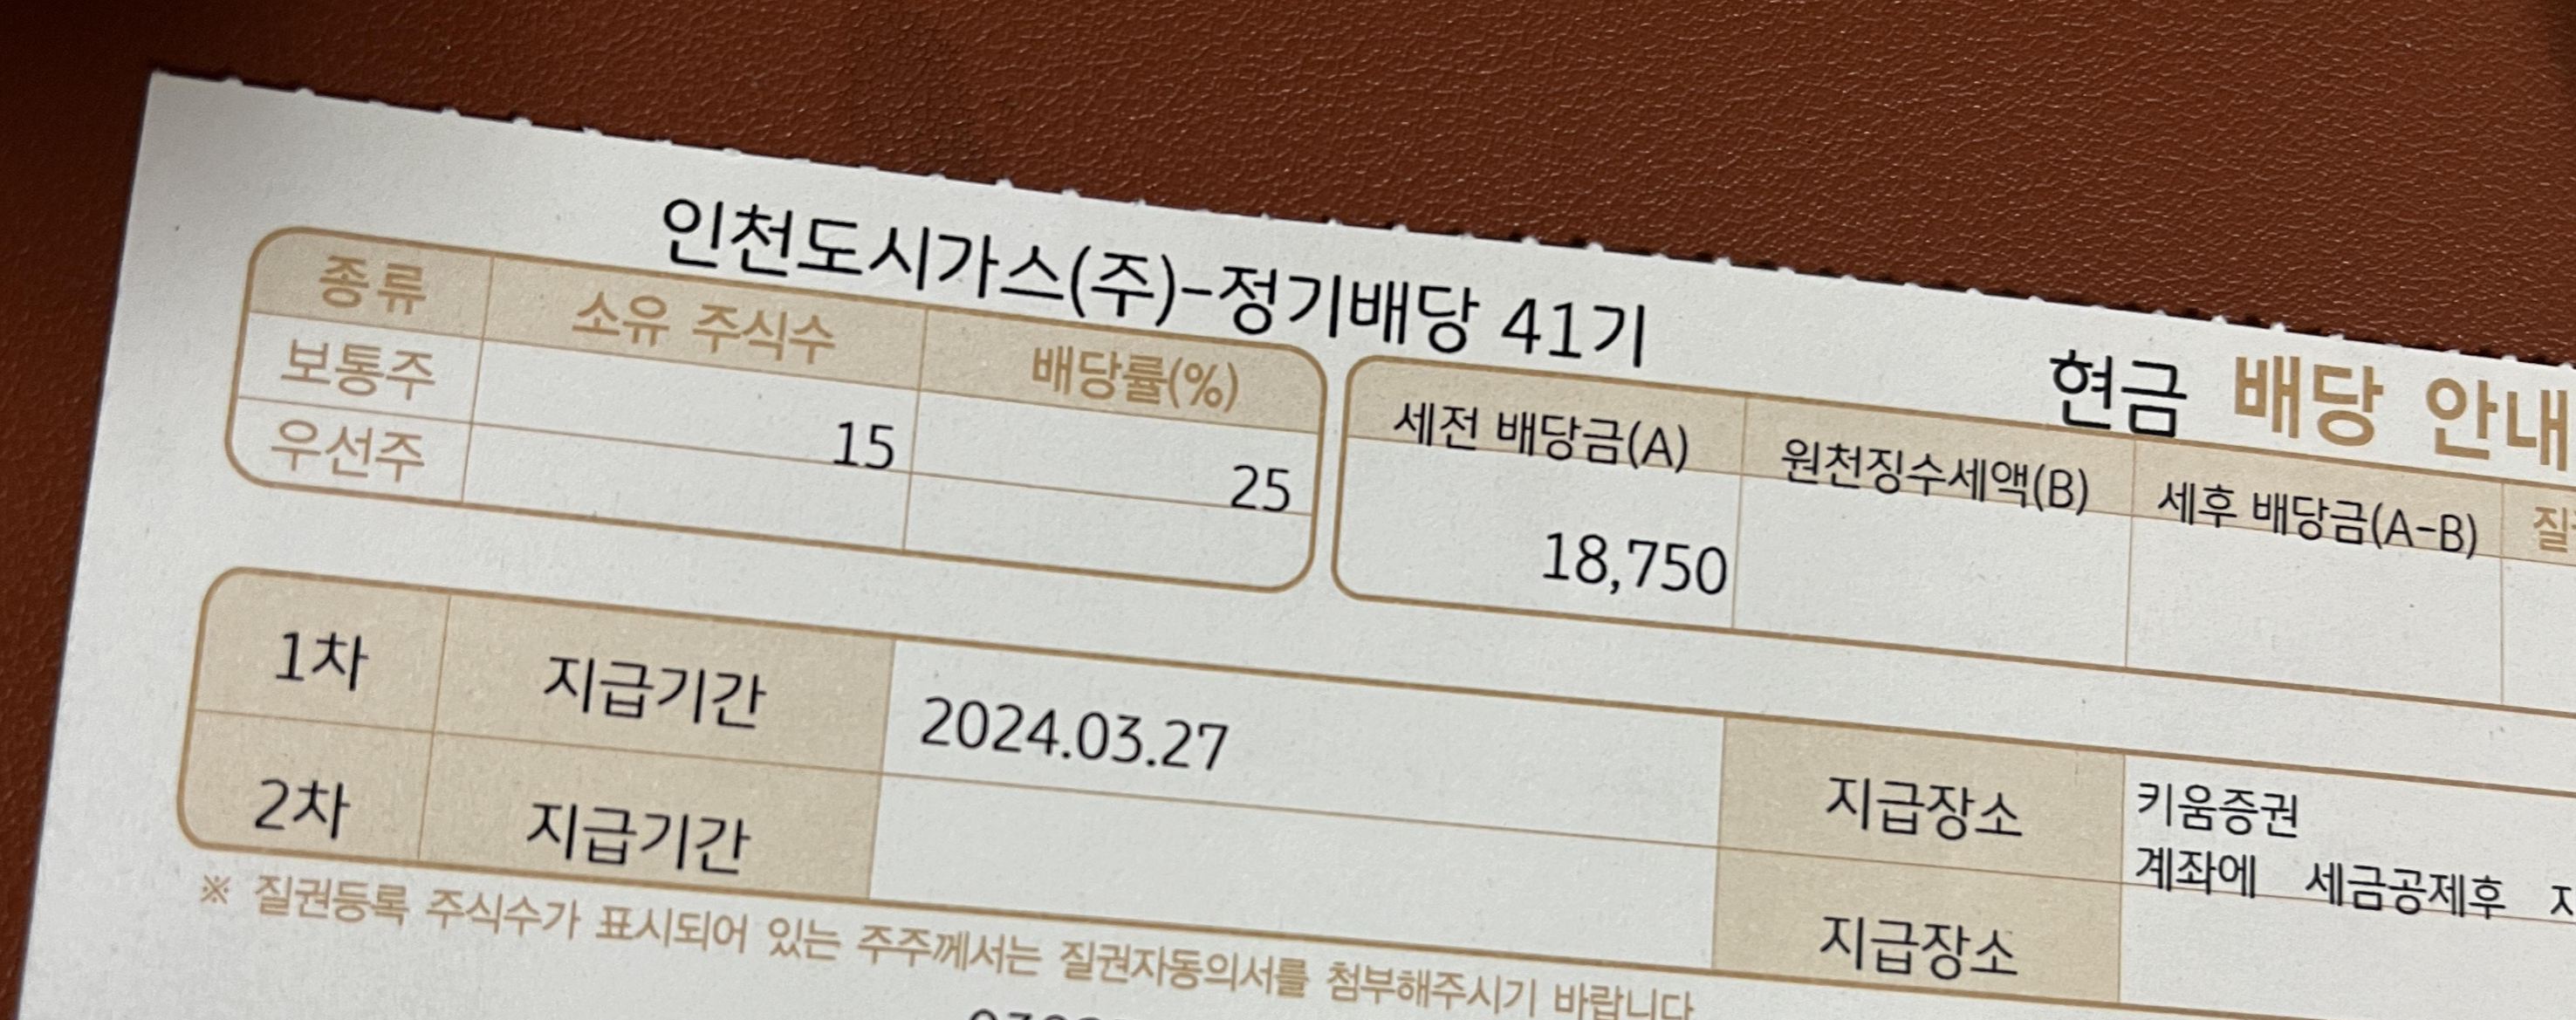 인천도시가스(주)-정기배당 41기
현금 배당 안내
종류 소유 주식수 배당률(%)
보통주 15 25
우선주
세전 배당금(A) 원천징수세액(B) 세후 배당금(A-B)
18,750
1차 지급기간 2024.03.27 지급장소 키움증권
계좌에 세금공제후
2차 지급기간 지급장소
※ 질권등록 주식수가 표시되어 있는 주주께서는 질권자동의서를 첨부해주시기 바랍니다